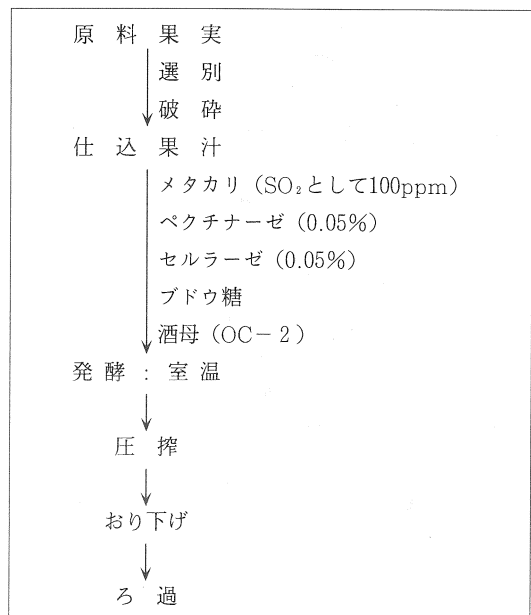 原料果実
選別
破砕
仕込果汁
メタカリ（SO₂として100ppm）
ペクチナーゼ（0.05％）
セルラーゼ（0.05％）
ブドウ糖
酒母（OC－2）
発酵：室温
圧搾
おり下げ
ろ過